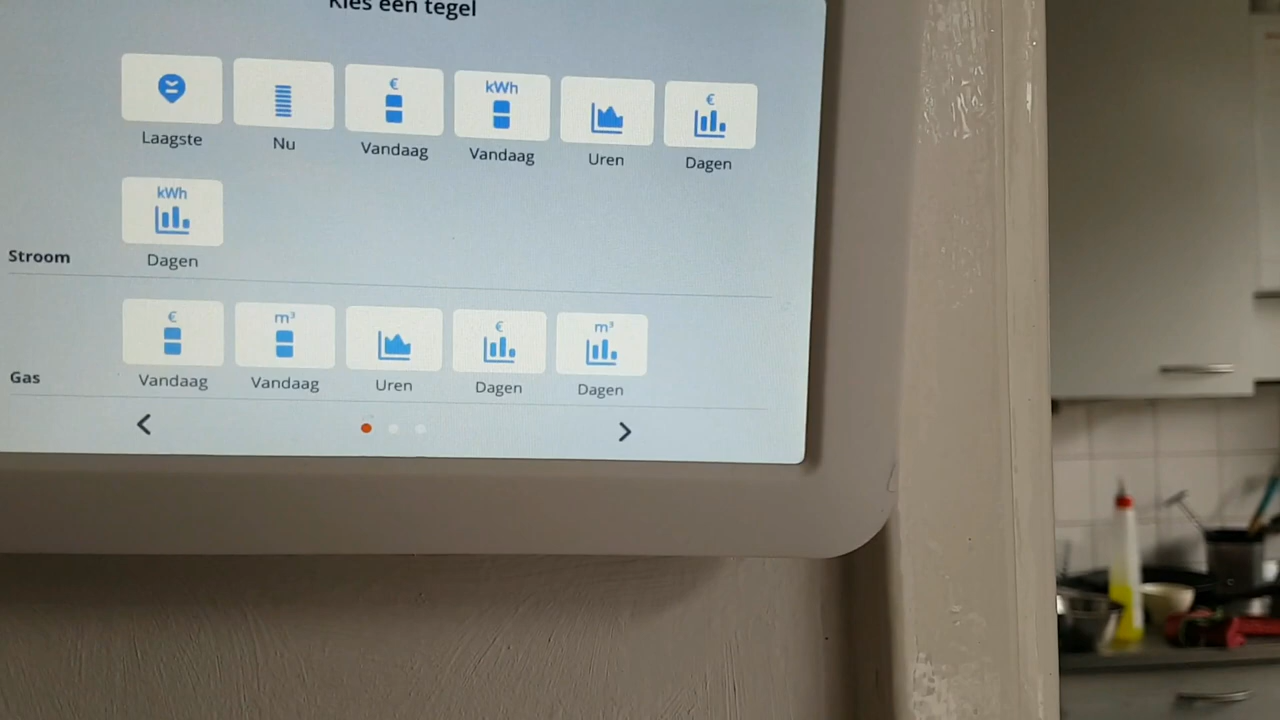 Kies een tegel
€ kWh €
Laagste Nu Vandaag Vandaag Uren Dagen
kWh
Stroom Dagen
€ m³ € m³
Gas Vandaag Vandaag Uren Dagen Dagen